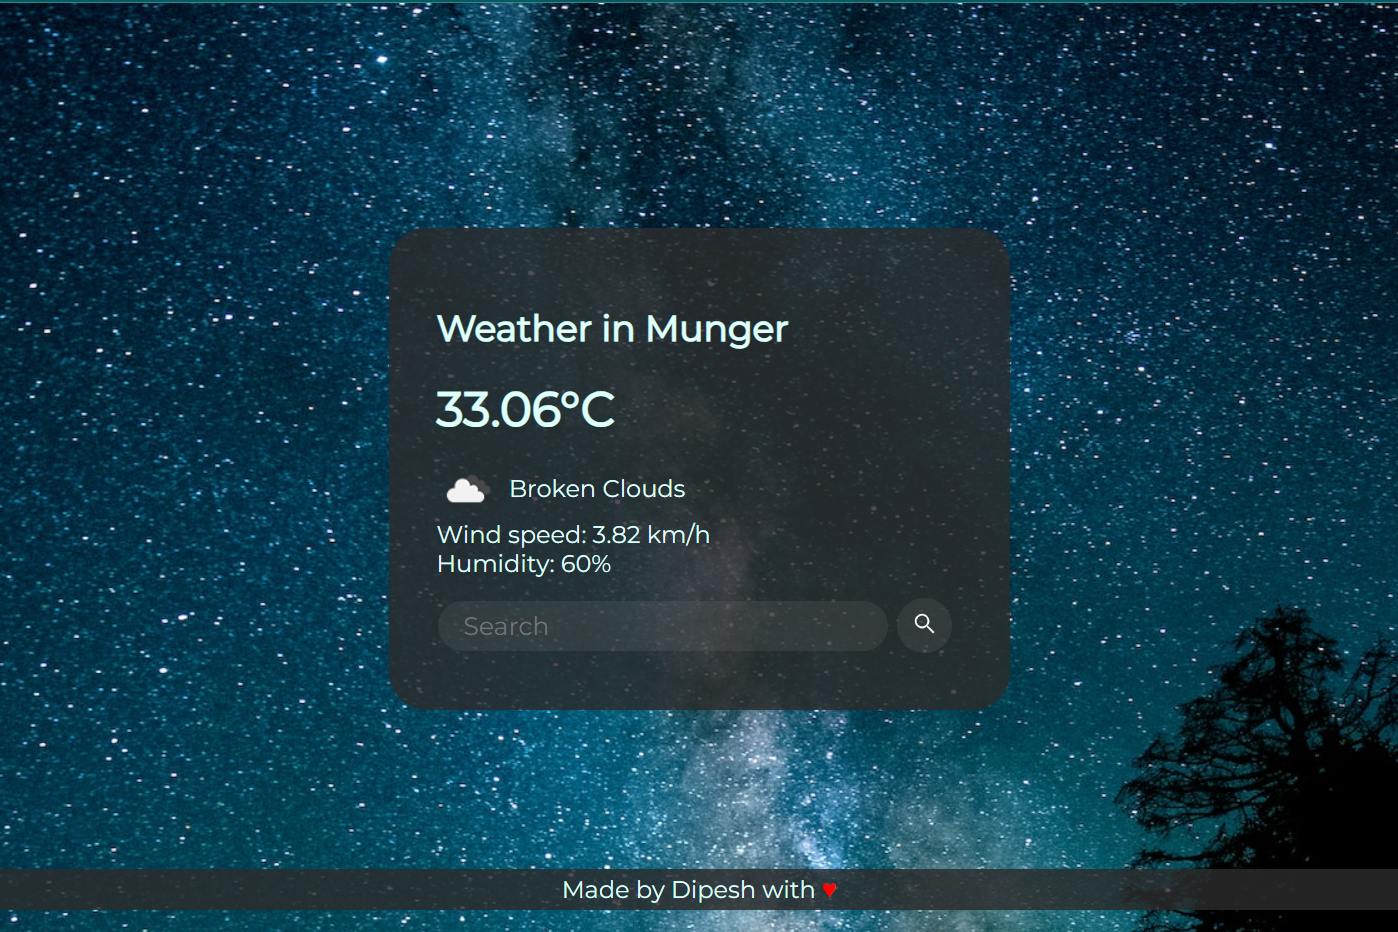 Weather in Munger
33.06°C
Broken Clouds
Wind speed: 3.82 km/h
Humidity: 60%
Search
Made by Dipesh with ♥